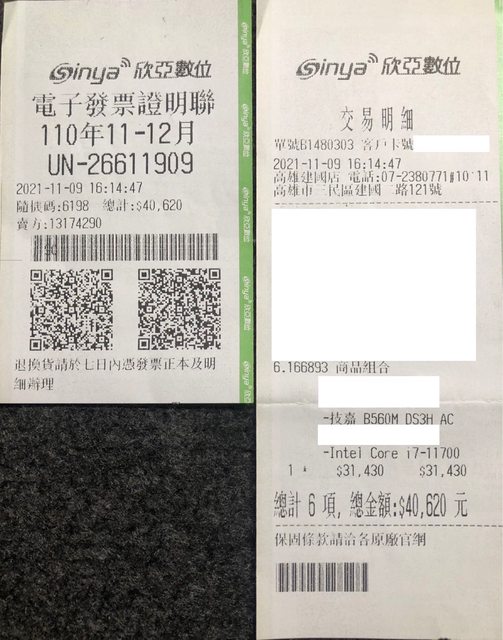 Sinya 欣亞數位
電子發票證明聯
110年11-12月
UN-26611909
2021-11-09 16:14:47
隨機碼:6198 總計:$40,620
賣方:13174290
退換貨請於七日內憑發票正本及明
細辦理
Sinya 欣亞數位
交易明細
單號B1480303 客戶卡號
2021-11-09 16:14:47
高雄建國店 電話:07-2380771#10 11
高雄市三民區建國二路121號
6.166893 商品組合
-技嘉 B560M DS3H AC
-Intel Core i7-11700
1 * $31,430 $31,430
總計 6 項, 總金額:$40,620 元
保固條款請洽各原廠官網